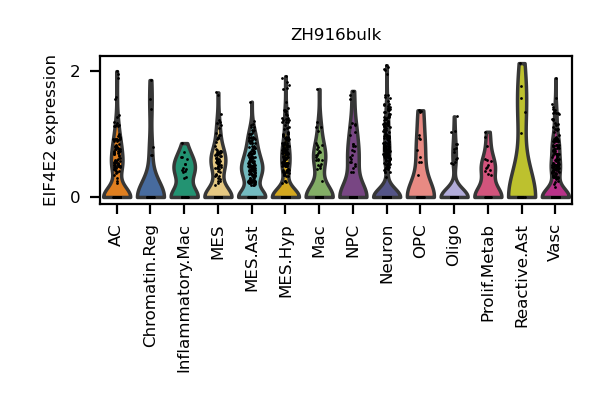 ZH916bulk
EIF4E2 expression
2
0
AC
Chromatin.Reg
Inflammatory.Mac
MES
MES.Ast
MES.Hyp
Mac
NPC
Neuron
OPC
Oligo
Prolif.Metab
Reactive.Ast
Vasc